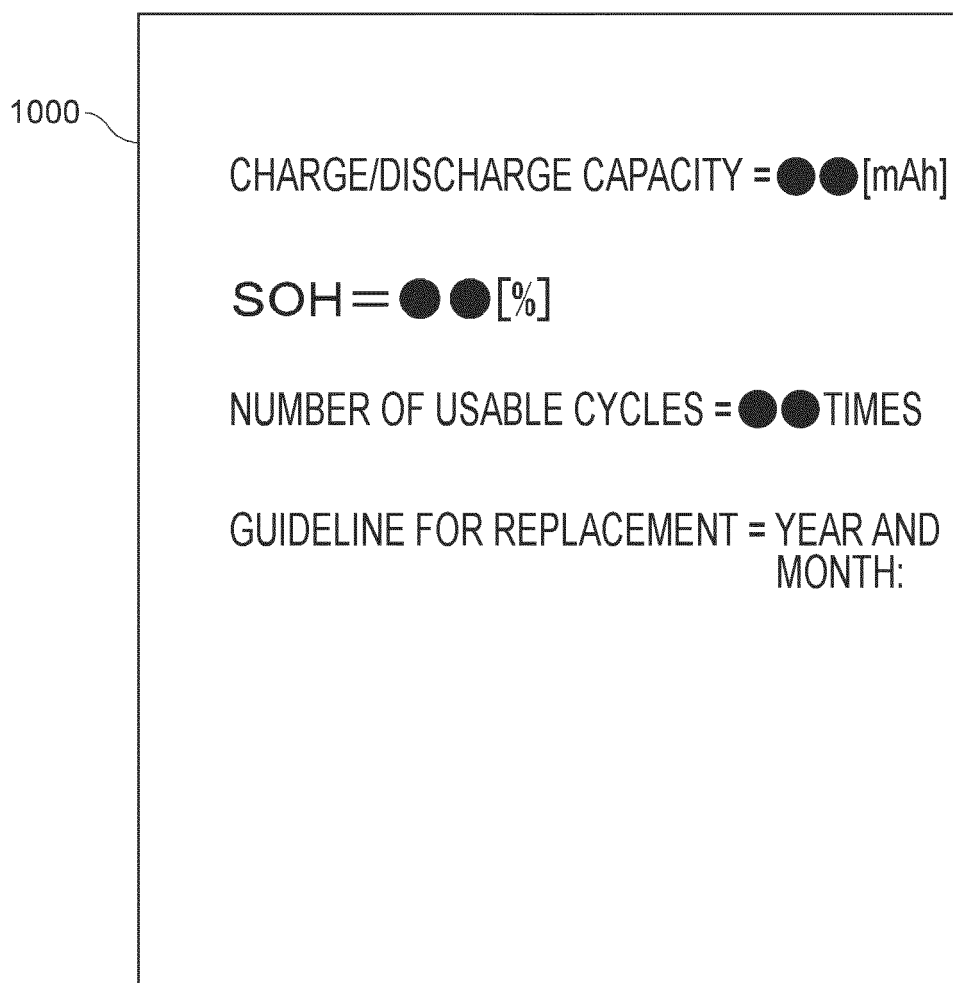 1000
CHARGE/DISCHARGE CAPACITY = ●●[mAh]
SOH=●●[%]
NUMBER OF USABLE CYCLES = ●●TIMES
GUIDELINE FOR REPLACEMENT = YEAR AND
MONTH: